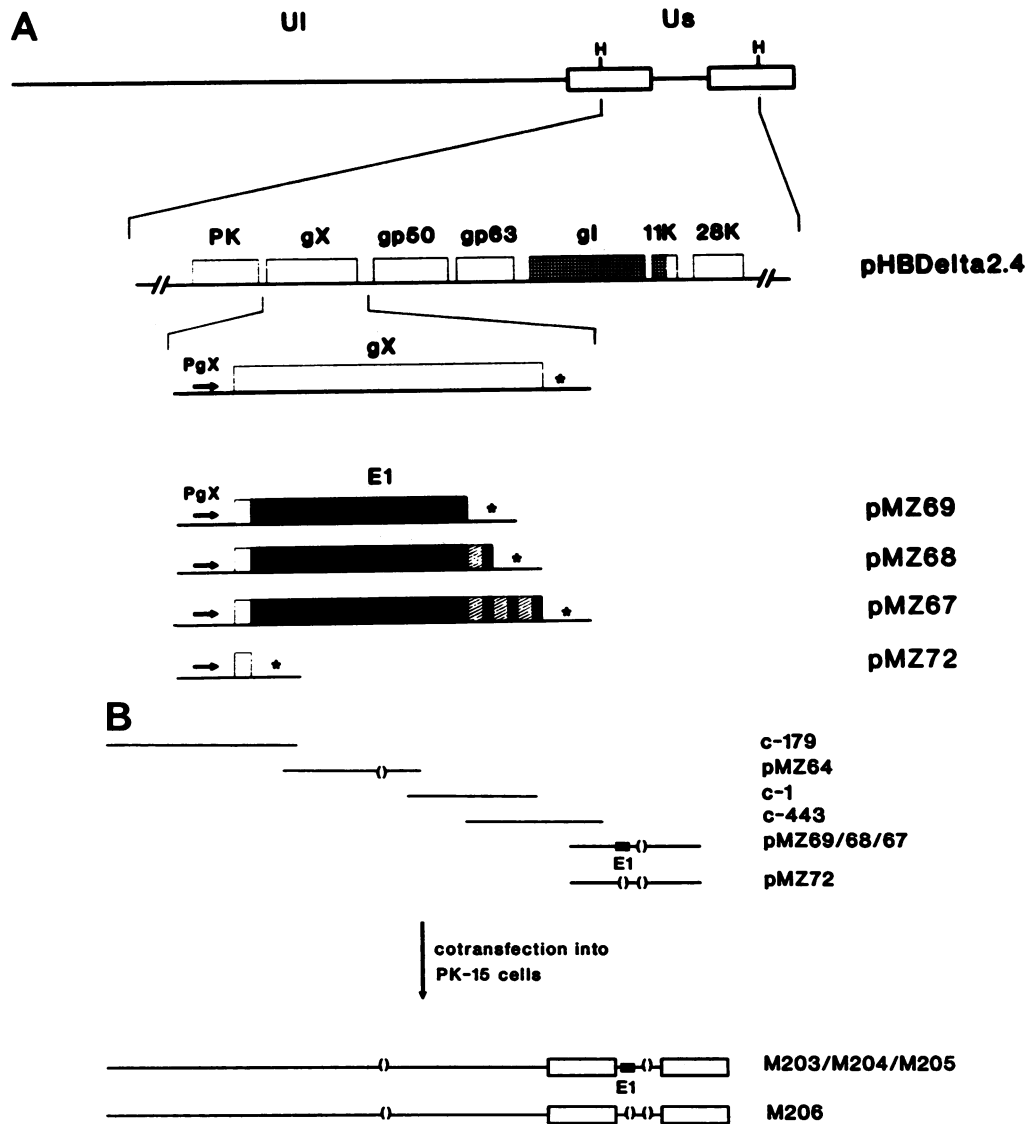 A
Ul
Us
H
H
PK gX gp50 gp63 gI 11K 28K
pHBDelta2.4
gX
PgX
*
E1
PgX
*
pMZ69
*
pMZ68
*
pMZ67
*
pMZ72
B
c-179
()
pMZ64
c-1
c-443
()
pMZ69/68/67
E1
() ()
pMZ72
cotransfection into
PK-15 cells
() ()
M203/M204/M205
E1
() () ()
M206